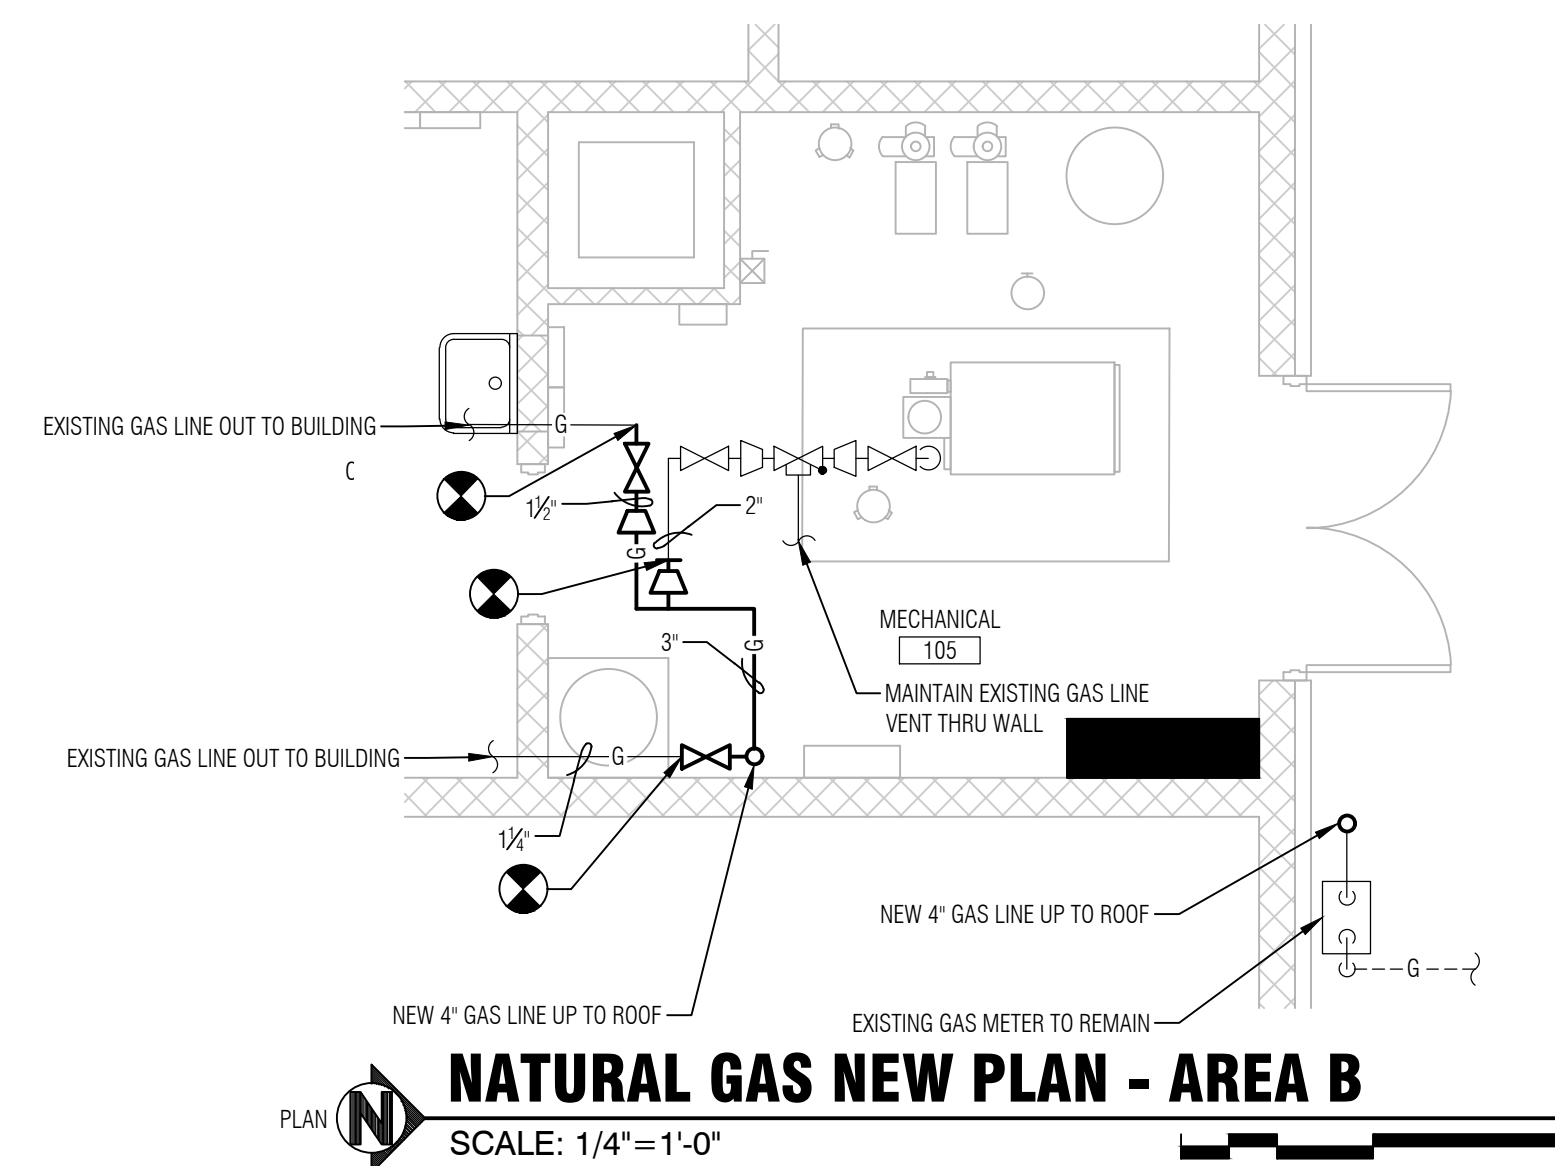 EXISTING GAS LINE OUT TO BUILDING
G
1½"
2"
G
3"
G
MECHANICAL
105
MAINTAIN EXISTING GAS LINE
VENT THRU WALL
EXISTING GAS LINE OUT TO BUILDING
G
1¼"
NEW 4" GAS LINE UP TO ROOF
G
NEW 4" GAS LINE UP TO ROOF
EXISTING GAS METER TO REMAIN
NATURAL GAS NEW PLAN - AREA B
PLAN N
SCALE: 1/4"=1'-0"